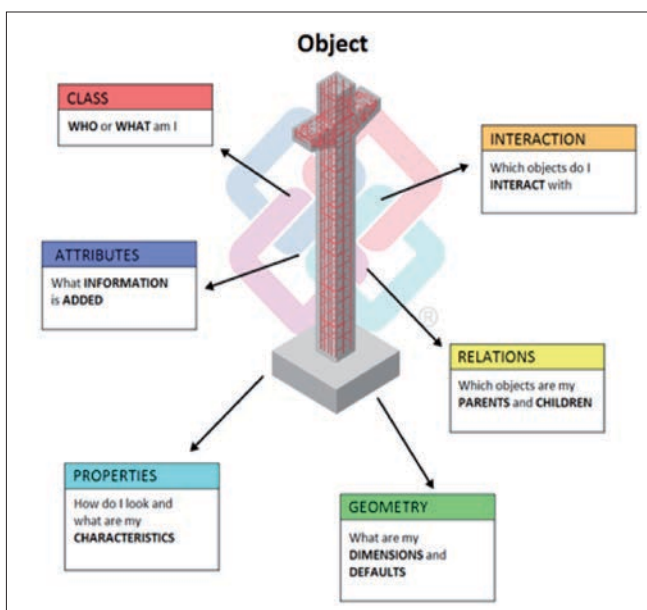 Object
CLASS
WHO or WHAT am I
INTERACTION
Which objects do I
INTERACT with
ATTRIBUTES
What INFORMATION
is ADDED
RELATIONS
Which objects are my
PARENTS and CHILDREN
PROPERTIES
How do I look and
what are my
CHARACTERISTICS
GEOMETRY
What are my
DIMENSIONS and
DEFAULTS
®